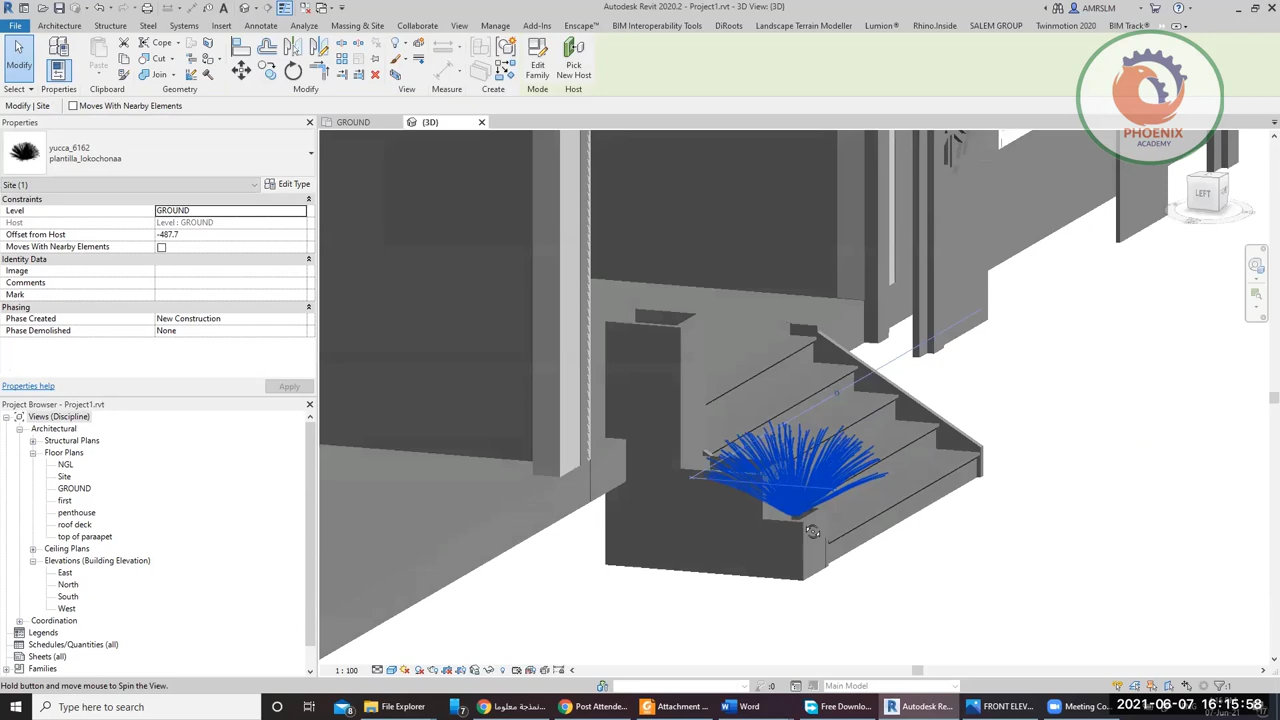 Autodesk Revit 2020.2 - Project1.rvt - 3D View: {3D}
AMRSLM
File Architecture Structure Steel Systems Insert Annotate Analyze Massing & Site Collaborate View Manage Add-Ins Enscape™ BIM Interoperability Tools DiRoots Landscape Terrain Modeler Lumion® Rhino.Inside SALEM GROUP Twinmotion 2020 BIM Track® Modify
Modify Paste Cope Cut Join Edit Family Pick New Host
Select Properties Clipboard Geometry Modify View Measure Create Mode Host
PHOENIX
ACADEMY
Modify | Site Moves With Nearby Elements
Properties GROUND {3D}
yucca_6162
plantilla_lokochonaa
Site (1) Edit Type
LEFT
Constraints
Level GROUND
Host Level : GROUND
Offset from Host -487.7
Moves With Nearby Elements
Identity Data
Image
Comments
Mark
Phasing
Phase Created New Construction
Phase Demolished None
Properties help Apply
Project Browser - Project1.rvt
Views (Discipline)
Architectural
Structural Plans
Floor Plans
NGL
Site
GROUND
first
penthouse
roof deck
top of parapaet
Ceiling Plans
Elevations (Building Elevation)
East
North
South
West
Coordination
Legends
Schedules/Quantities (all)
Sheets (all)
Families
1 : 100
Hold button and move mouse to Spin the View. :0 Main Model :1
Type here to search 8 File Explorer 7 Post Attende... Attachment ... Word Free Downlo... Autodesk Re... FRONT ELEV... Meeting Co...
2021-06-07 16:15:58